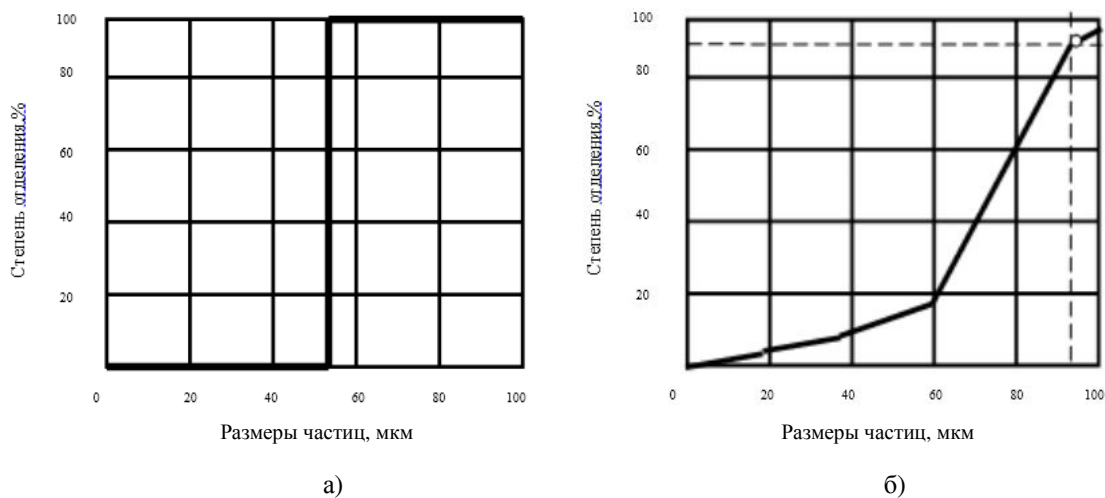 100
80
60
40
20
Степень отделения,%
0 20 40 60 80 100
Размеры частиц, мкм
а)
100
80
60
40
20
Степень отделения,%
0 20 40 60 80 100
Размеры частиц, мкм
б)